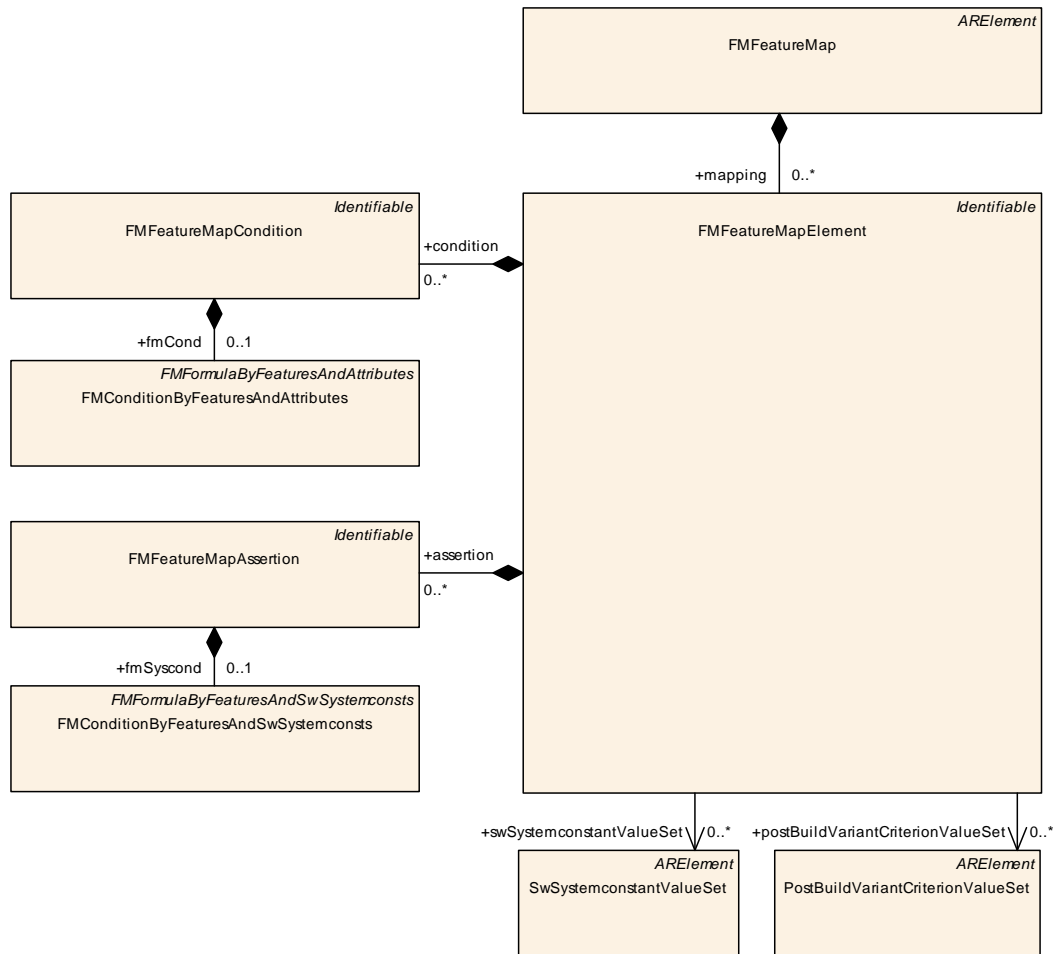 ARElement
FMFeatureMap
+mapping 0..*
Identifiable
FMFeatureMapCondition
+condition
0..*
Identifiable
FMFeatureMapElement
+fmCond 0..1
FMFormulaByFeaturesAndAttributes
FMConditionByFeaturesAndAttributes
Identifiable
FMFeatureMapAssertion
+assertion
0..*
+fmSyscond 0..1
FMFormulaByFeaturesAndSwSystemconsts
FMConditionByFeaturesAndSwSystemconsts
+swSystemconstantValueSet 0..*
+postBuildVariantCriterionValueSet 0..*
ARElement
SwSystemconstantValueSet
ARElement
PostBuildVariantCriterionValueSet